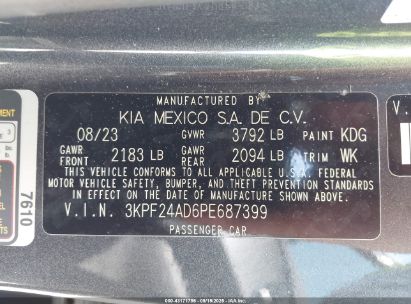 MANUFACTURED BY
KIA MEXICO S.A. DE C.V.
08/23 GVWR 3792 LB PAINT KDG
GAWR FRONT 2183 LB GAWR REAR 2094 LB TRIM WK
THIS VEHICLE CONFORMS TO ALL APPLICABLE U.S.A. FEDERAL
MOTOR VEHICLE SAFETY, BUMPER, AND THEFT PREVENTION STANDARDS
IN EFFECT ON THE DATE OF MANUFACTURE SHOWN ABOVE.
V.I.N. 3KPF24AD6PE687399
PASSENGER CAR
7610
V.